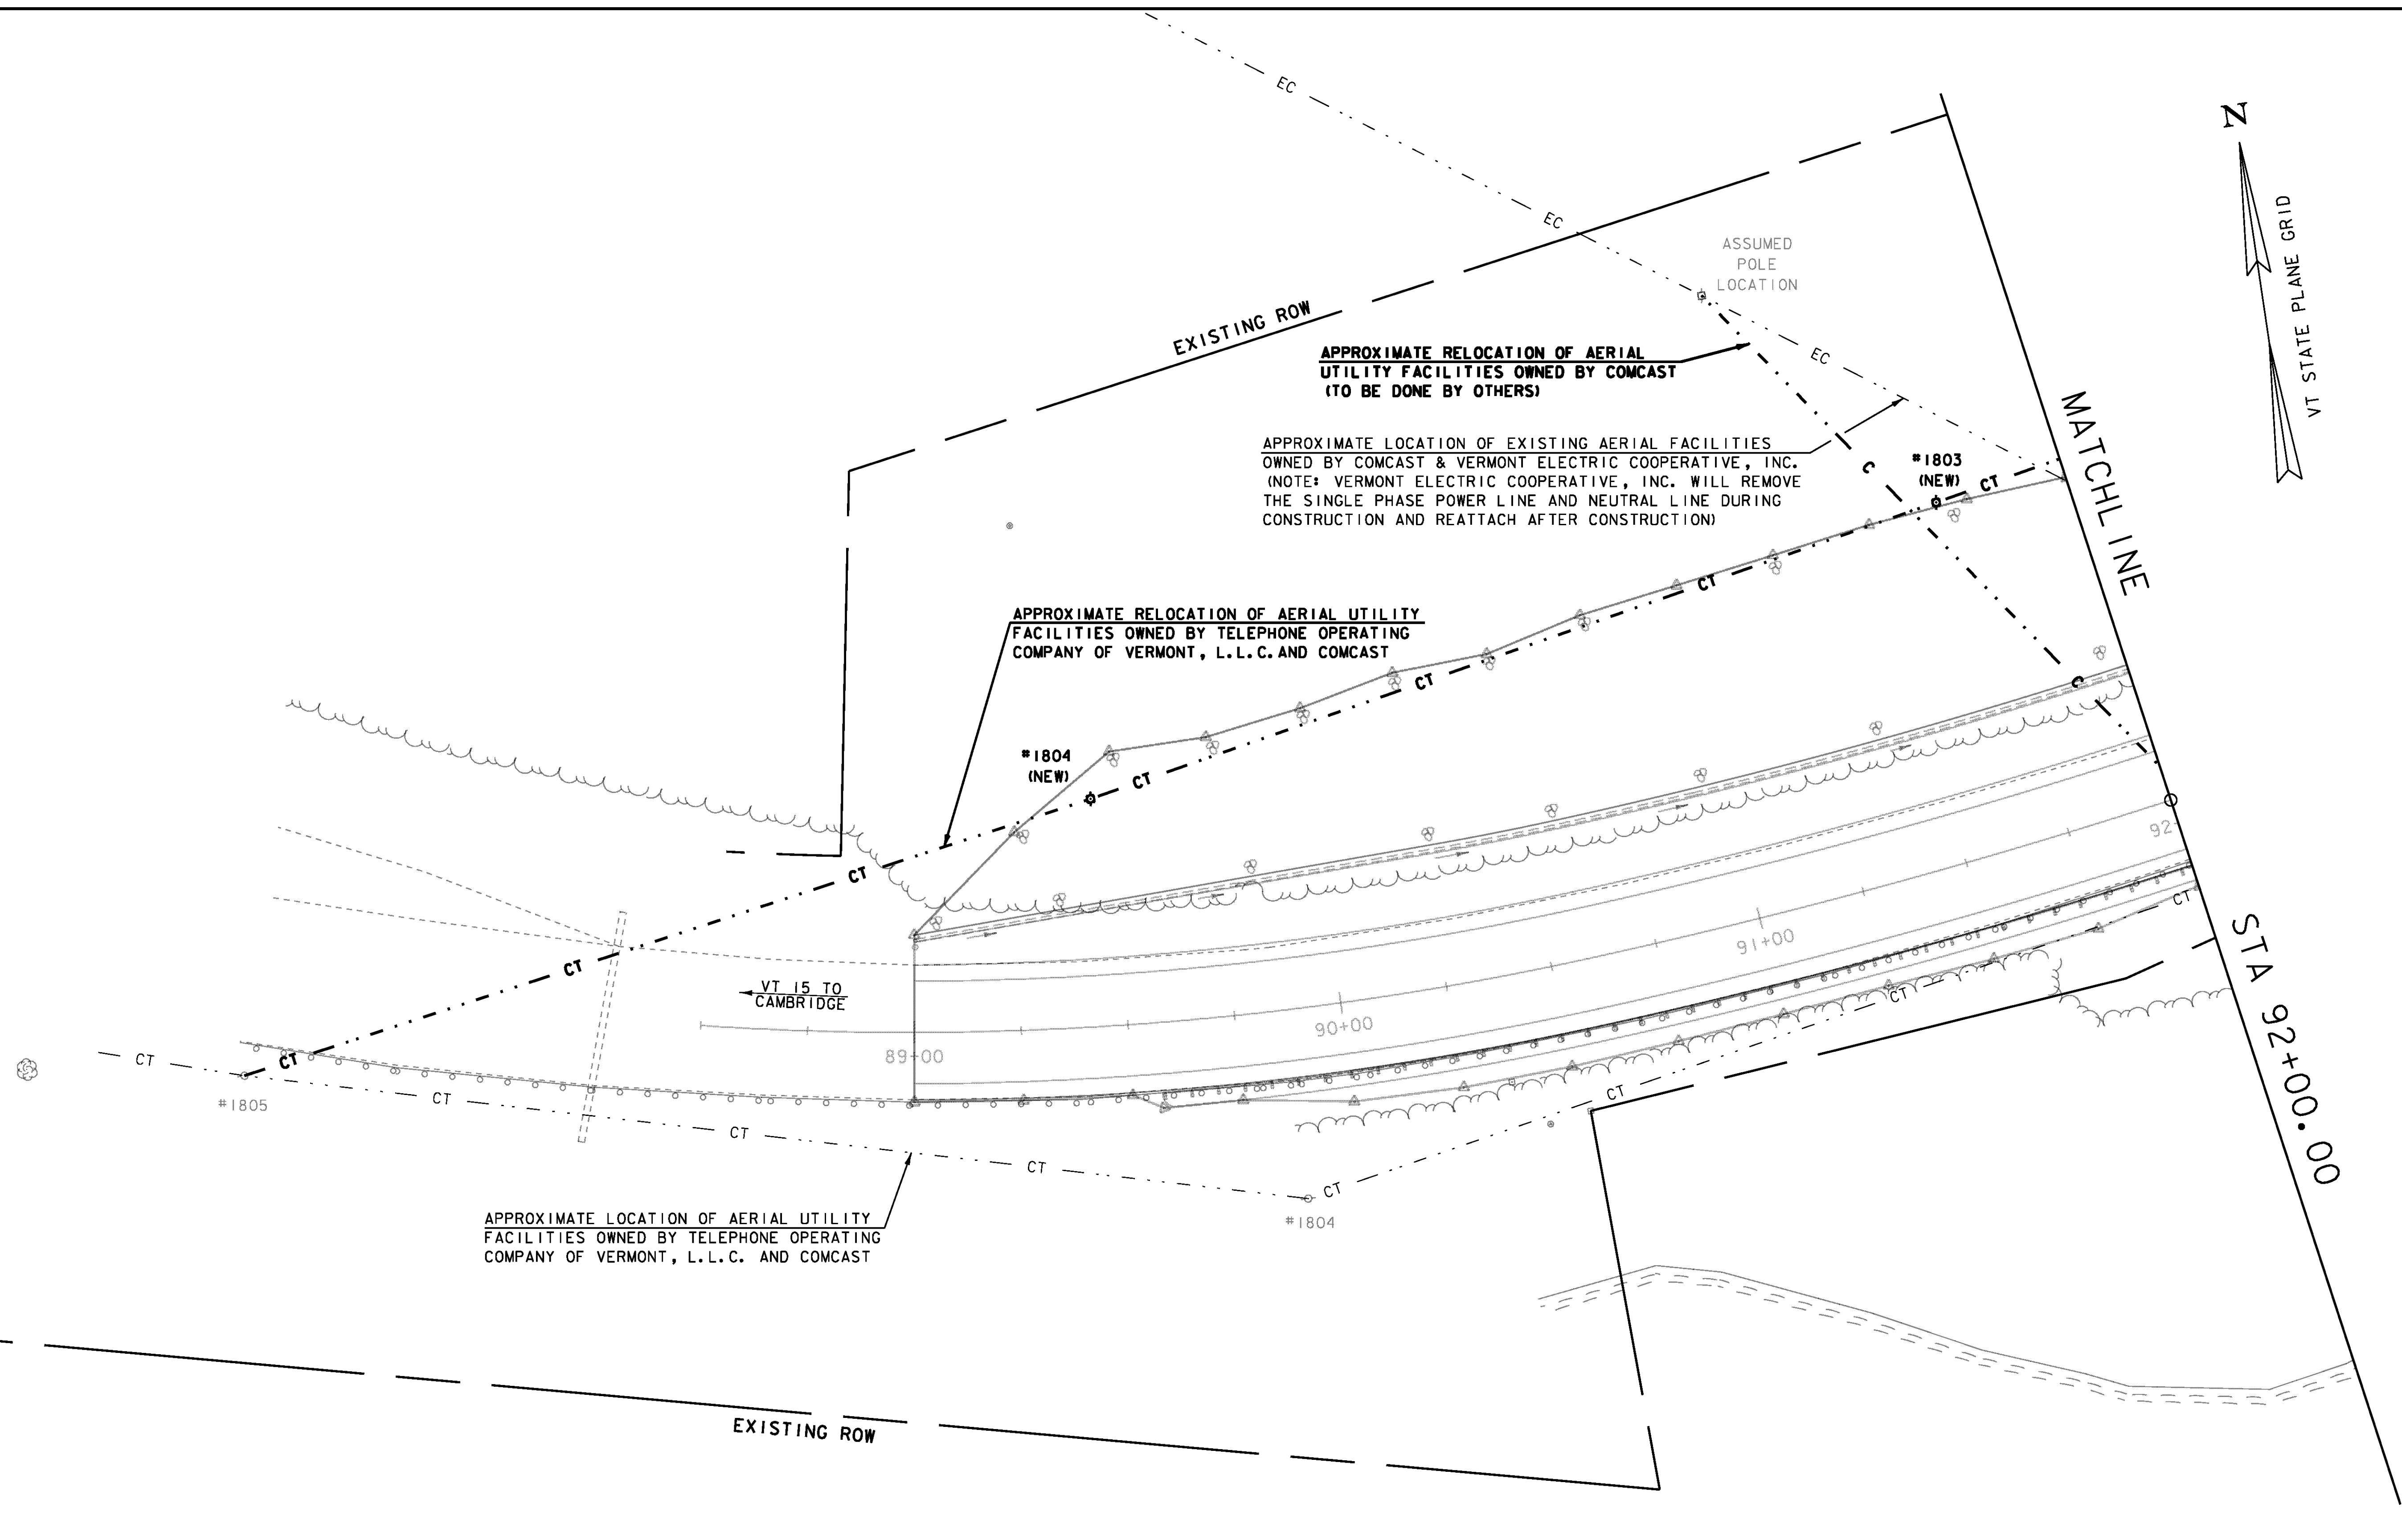 EC
N
VT STATE PLANE GRID
EC
ASSUMED
POLE
LOCATION
EXISTING ROW
APPROXIMATE RELOCATION OF AERIAL
UTILITY FACILITIES OWNED BY COMCAST
(TO BE DONE BY OTHERS)
EC
MATCHLINE
APPROXIMATE LOCATION OF EXISTING AERIAL FACILITIES
OWNED BY COMCAST & VERMONT ELECTRIC COOPERATIVE, INC.
(NOTE: VERMONT ELECTRIC COOPERATIVE, INC. WILL REMOVE
THE SINGLE PHASE POWER LINE AND NEUTRAL LINE DURING
CONSTRUCTION AND REATTACH AFTER CONSTRUCTION)
C
#1803
(NEW)
CT
CT
APPROXIMATE RELOCATION OF AERIAL UTILITY
FACILITIES OWNED BY TELEPHONE OPERATING
COMPANY OF VERMONT, L.L.C. AND COMCAST
CT
C
#1804
(NEW)
CT
CT
92
CT
91+00
CT
STA 92+00.00
CT
VT 15 TO
CAMBRIDGE
90+00
89+00
CT
CT
CT
#1805
CT
CT
CT
CT
CT
#1804
APPROXIMATE LOCATION OF AERIAL UTILITY
FACILITIES OWNED BY TELEPHONE OPERATING
COMPANY OF VERMONT, L.L.C. AND COMCAST
EXISTING ROW